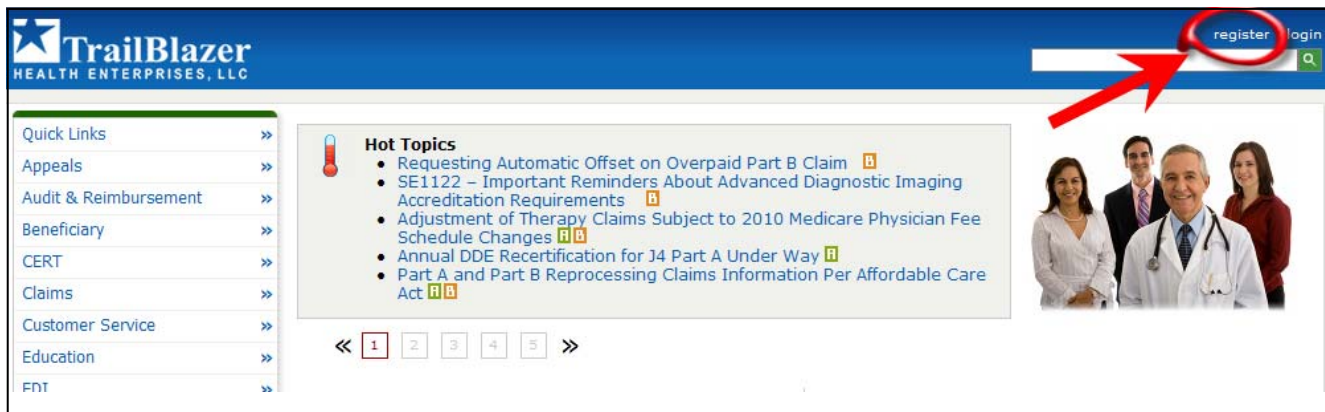 TrailBlazer
HEALTH ENTERPRISES, LLC
register login
Quick Links »
Appeals »
Audit & Reimbursement »
Beneficiary »
CERT »
Claims »
Customer Service »
Education »
EDI »
Hot Topics
• Requesting Automatic Offset on Overpaid Part B Claim B
• SE1122 – Important Reminders About Advanced Diagnostic Imaging
Accreditation Requirements B
• Adjustment of Therapy Claims Subject to 2010 Medicare Physician Fee
Schedule Changes A B
• Annual DDE Recertification for J4 Part A Under Way A
• Part A and Part B Reprocessing Claims Information Per Affordable Care
Act A B
« 1 2 3 4 5 »